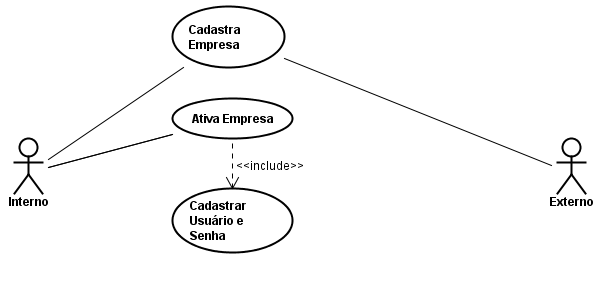 Cadastra
Empresa
Ativa Empresa
<<include>>
Interno
Externo
Cadastrar
Usuário e
Senha